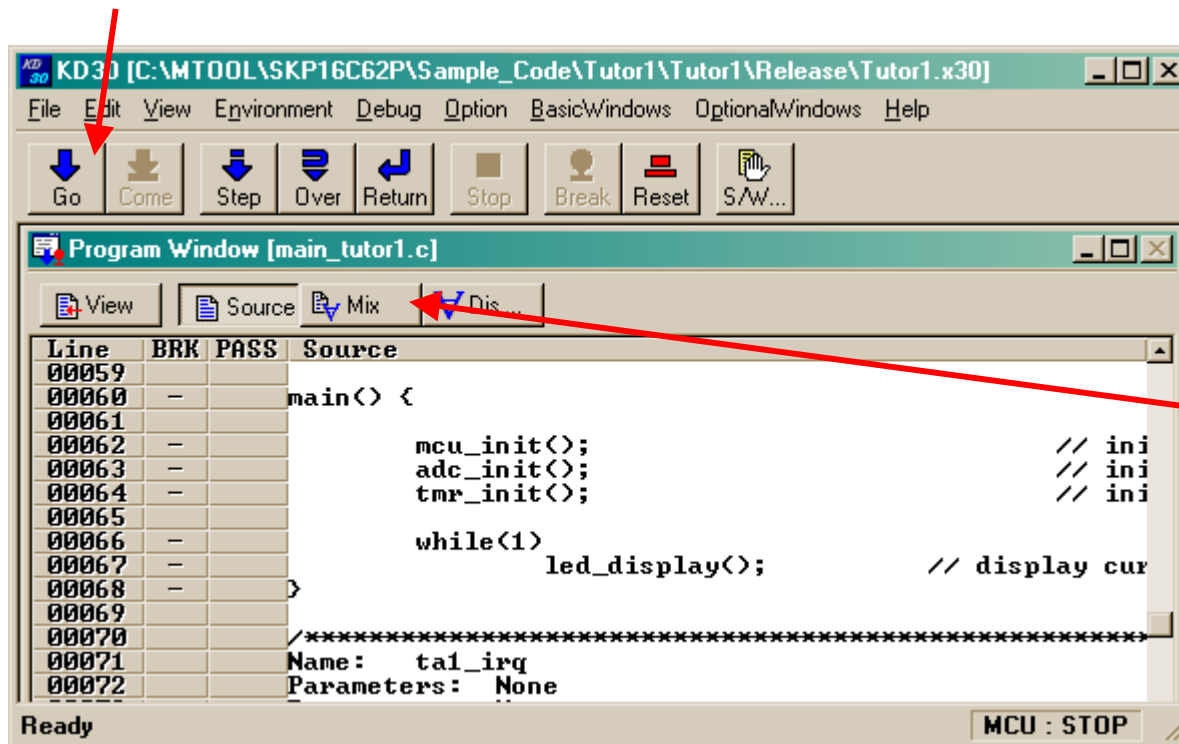 KD30 [C:\MTOOL\SKP16C62P\Sample_Code\Tutor1\Tutor1\Release\Tutor1.x30]
File Edit View Environment Debug Option BasicWindows OptionalWindows Help
Go Come Step Over Return Stop Break Reset S/W...
Program Window [main_tutor1.c]
View Source Mix Dis...
Line BRK PASS Source
00059
00060 – main() {
00061
00062 – mcu_init(); // ini
00063 – adc_init(); // ini
00064 – tmr_init(); // ini
00065
00066 – while(1)
00067 – led_display(); // display cur
00068 – }
00069
00070 /*****************************************************
00071 Name: ta1_irq
00072 Parameters: None
Ready MCU : STOP